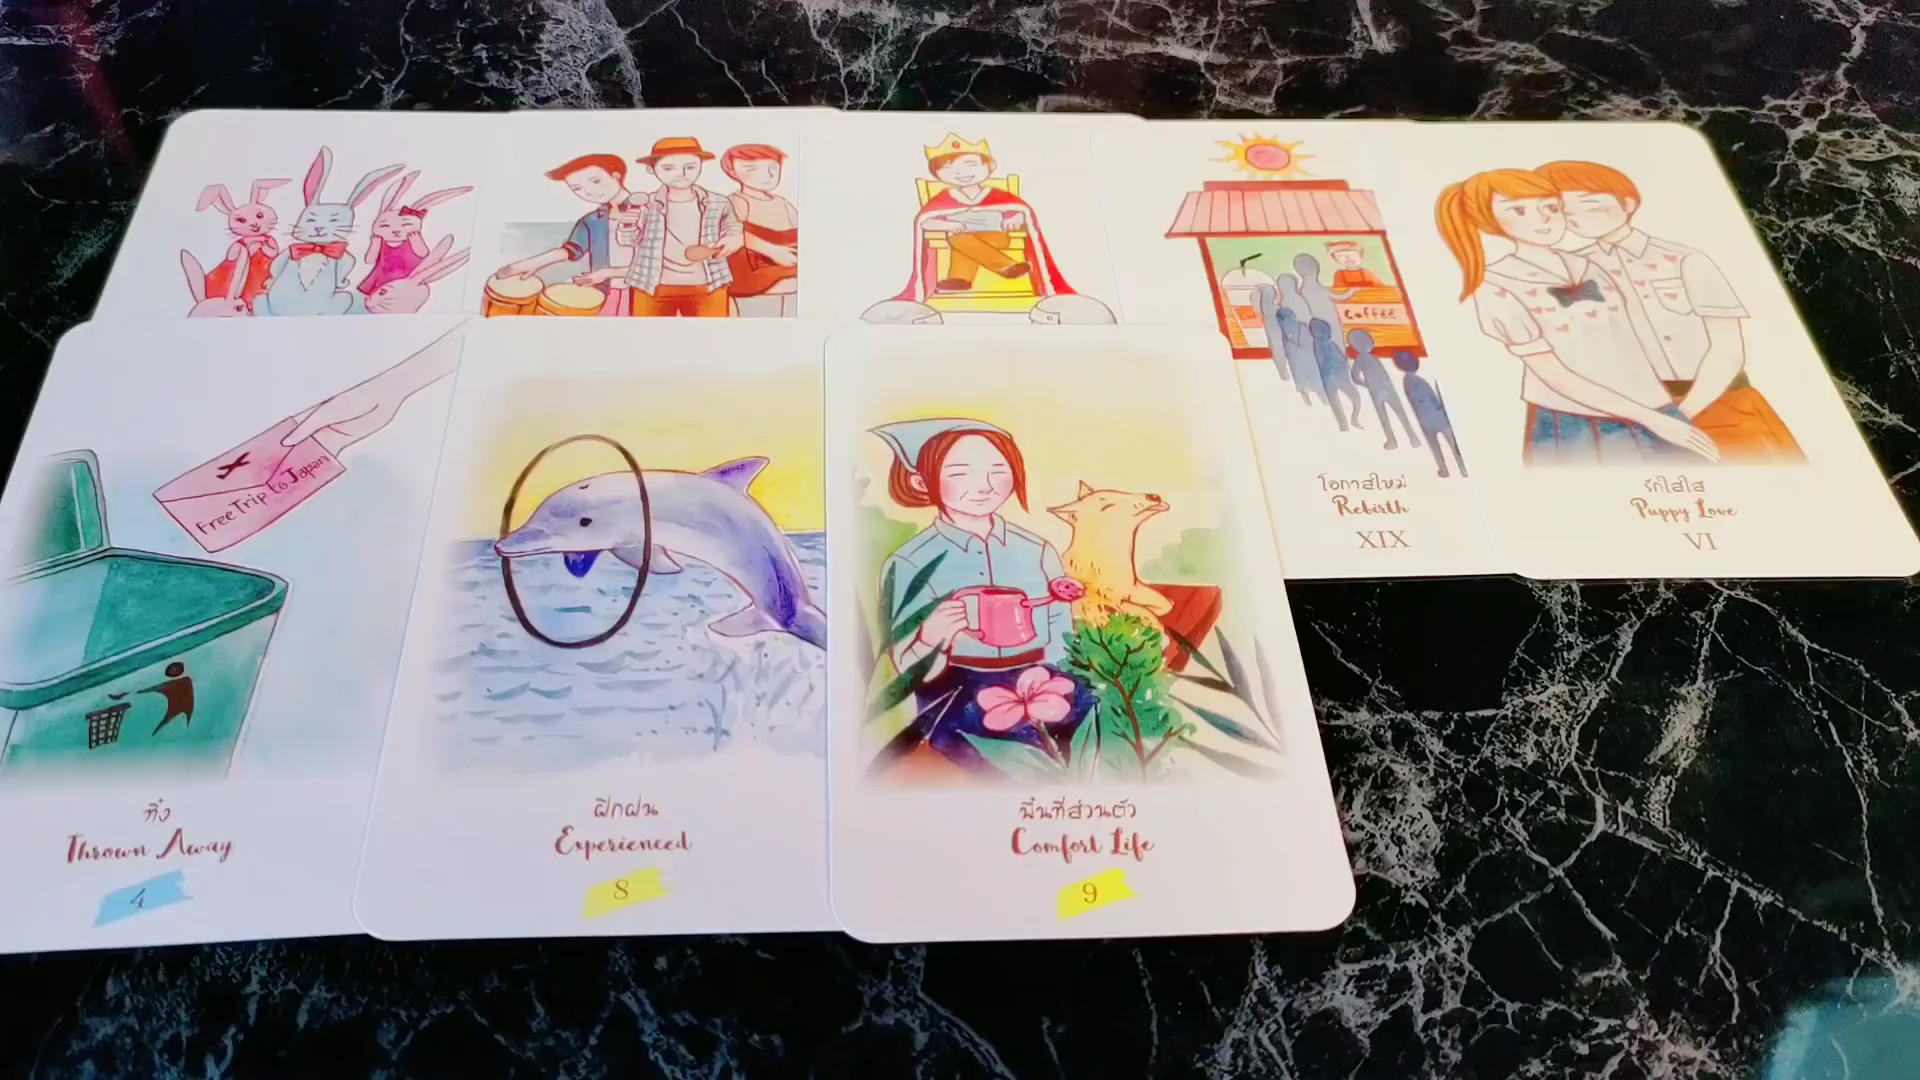 Coffee
โอกาสใหม่
Rebirth
XIX
รักใสใส
Puppy Love
VI
Free Trip to Japan
ทิ้ง
Thrown Away
4
ฝึกฝน
Experienced
8
พื้นที่ส่วนตัว
Comfort Life
9